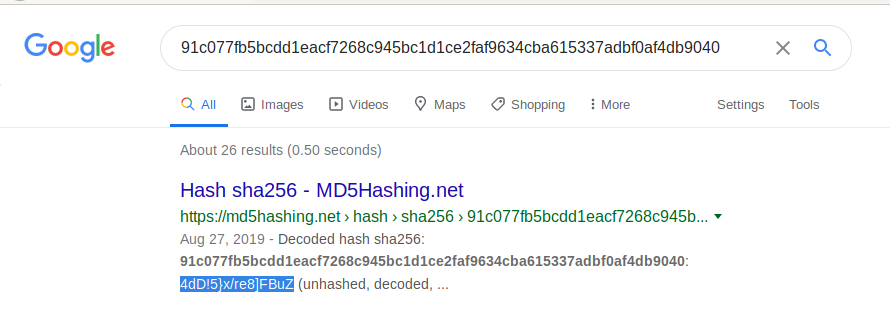 Google
91c077fb5bcdd1eacf7268c945bc1d1ce2faf9634cba615337adbf0af4db9040
All Images Videos Maps Shopping More Settings Tools
About 26 results (0.50 seconds)
Hash sha256 - MD5Hashing.net
https://md5hashing.net › hash › sha256 › 91c077fb5bcdd1eacf7268c945b...
Aug 27, 2019 - Decoded hash sha256:
91c077fb5bcdd1eacf7268c945bc1d1ce2faf9634cba615337adbf0af4db9040:
4dD!5}x/re8]FBuZ (unhashed, decoded, ...